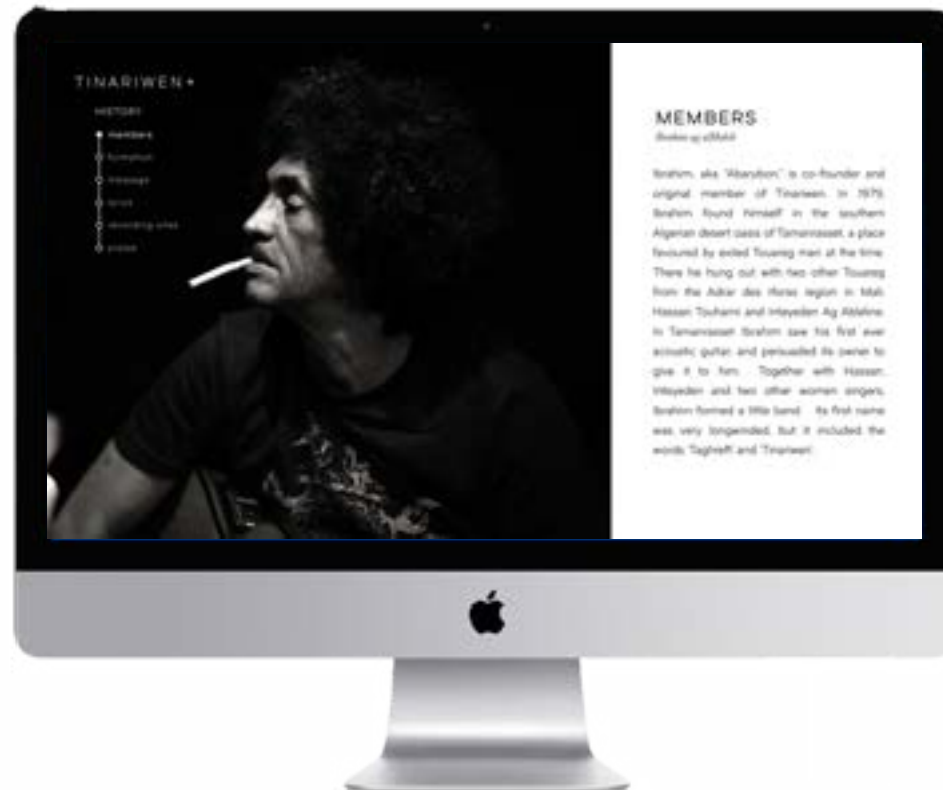 TINARIWEN+
HISTORY
members
formation
language
lyrics
recording sites
praise
MEMBERS
Ibrahim, aka "Abaraybon," is co-founder and
original member of Tinariwen. In 1979,
Ibrahim found himself in the southern
Algerian desert oasis of Tamanrasset, a place
favoured by exiled Touareg men at the time.
There he hung out with two other Touareg
from the Adrar des Iforas region in Mali,
Hassan Touhami and Inteyeden Ag Ableline.
In Tamanrasset Ibrahim saw his first ever
acoustic guitar, and persuaded its owner to
give it to him. Together with Hassan,
Inteyeden and two other women singers,
Ibrahim formed a little band. Its first name
was very longwinded, but it included the
words 'Taghreft' and 'Tinariwen'.